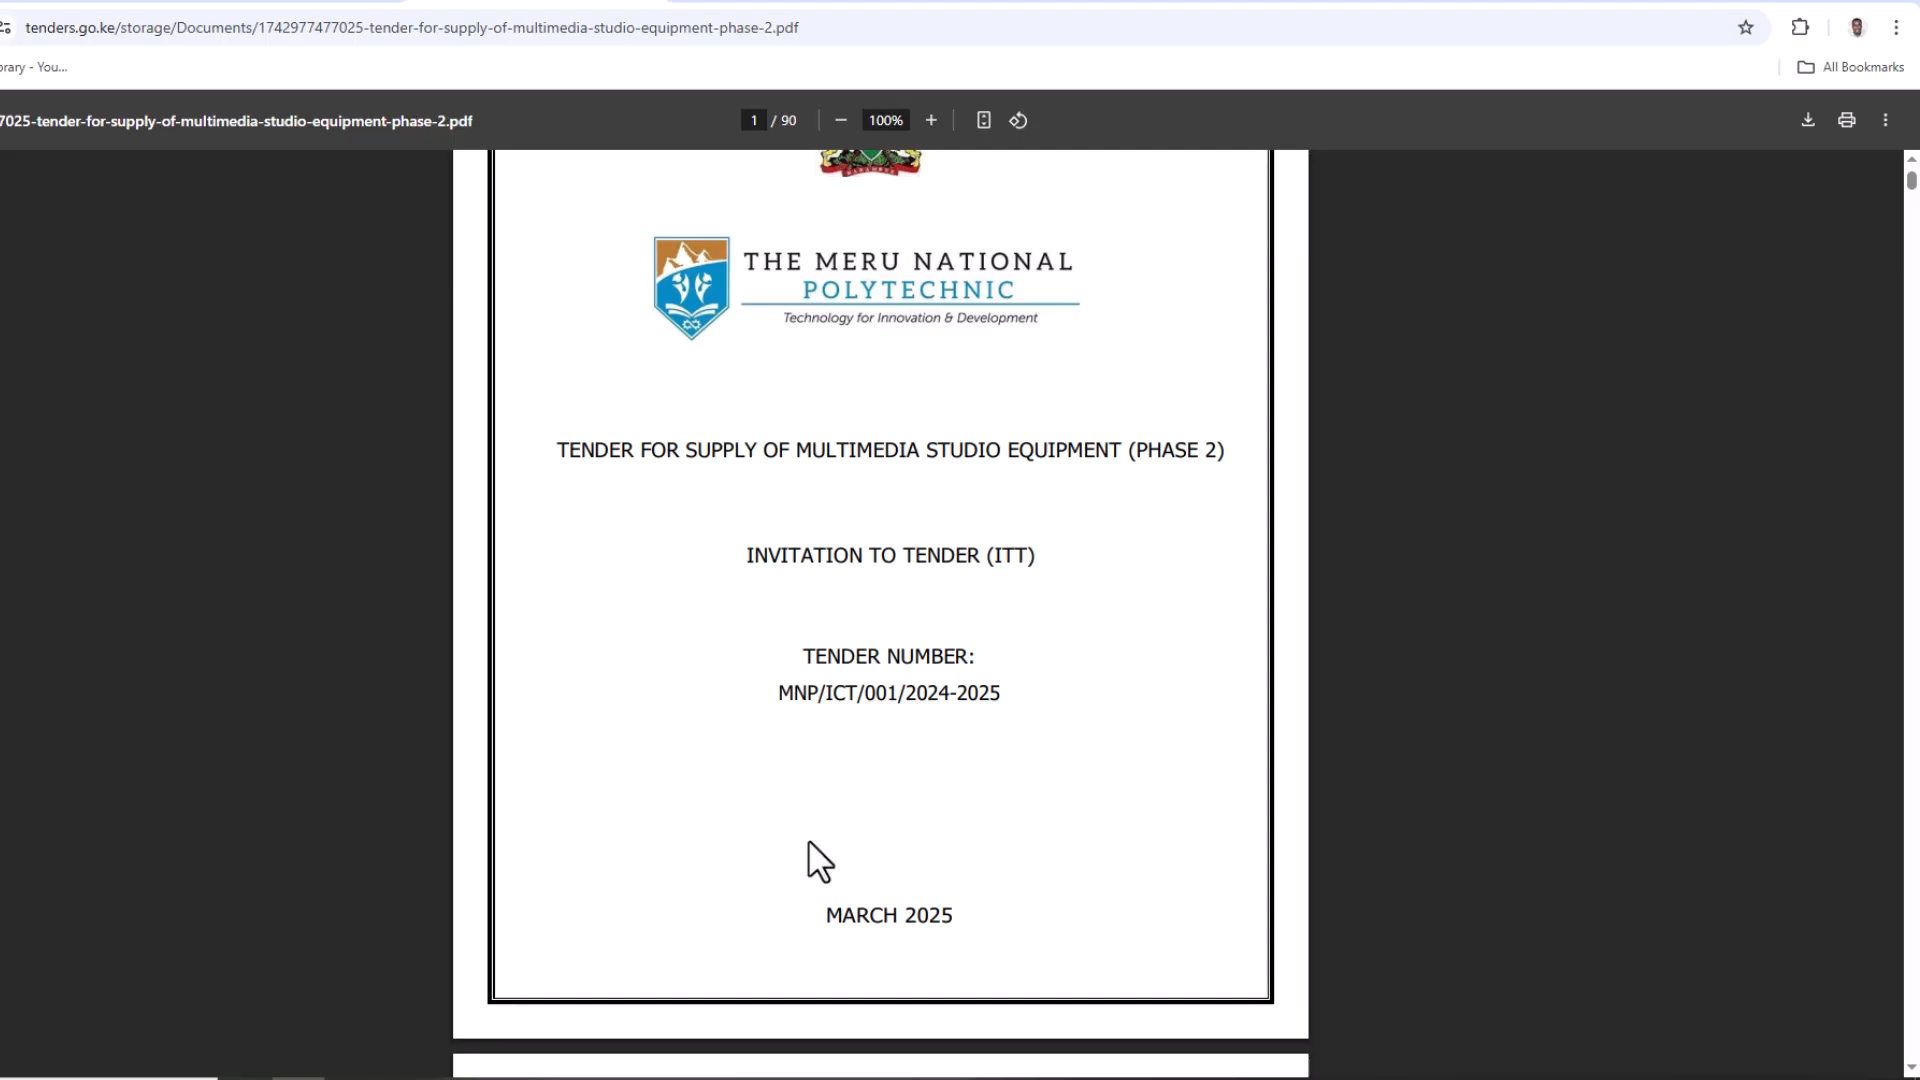 tenders.go.ke/storage/Documents/1742977477025-tender-for-supply-of-multimedia-studio-equipment-phase-2.pdf
brary - You...
All Bookmarks
7025-tender-for-supply-of-multimedia-studio-equipment-phase-2.pdf
1 / 90
100%
HARAMBEE
THE MERU NATIONAL
POLYTECHNIC
Technology for Innovation & Development
TENDER FOR SUPPLY OF MULTIMEDIA STUDIO EQUIPMENT (PHASE 2)
INVITATION TO TENDER (ITT)
TENDER NUMBER:
MNP/ICT/001/2024-2025
MARCH 2025